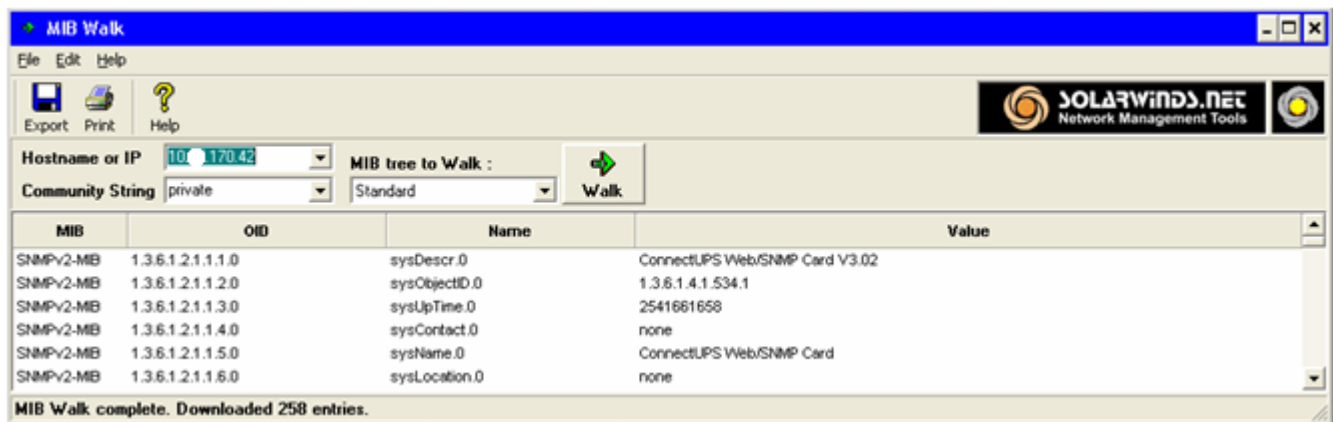 MIB Walk
File Edit Help
Export Print Help
SOLARWINDS.NET
Network Management Tools
Hostname or IP 10. .170.42 MIB tree to Walk :
Community String private Standard Walk
MIB OID Name Value
SNMPv2-MIB 1.3.6.1.2.1.1.1.0 sysDescr.0 ConnectUPS Web/SNMP Card V3.02
SNMPv2-MIB 1.3.6.1.2.1.1.2.0 sysObjectID.0 1.3.6.1.4.1.534.1
SNMPv2-MIB 1.3.6.1.2.1.1.3.0 sysUpTime.0 2541661658
SNMPv2-MIB 1.3.6.1.2.1.1.4.0 sysContact.0 none
SNMPv2-MIB 1.3.6.1.2.1.1.5.0 sysName.0 ConnectUPS Web/SNMP Card
SNMPv2-MIB 1.3.6.1.2.1.1.6.0 sysLocation.0 none
MIB Walk complete. Downloaded 258 entries.